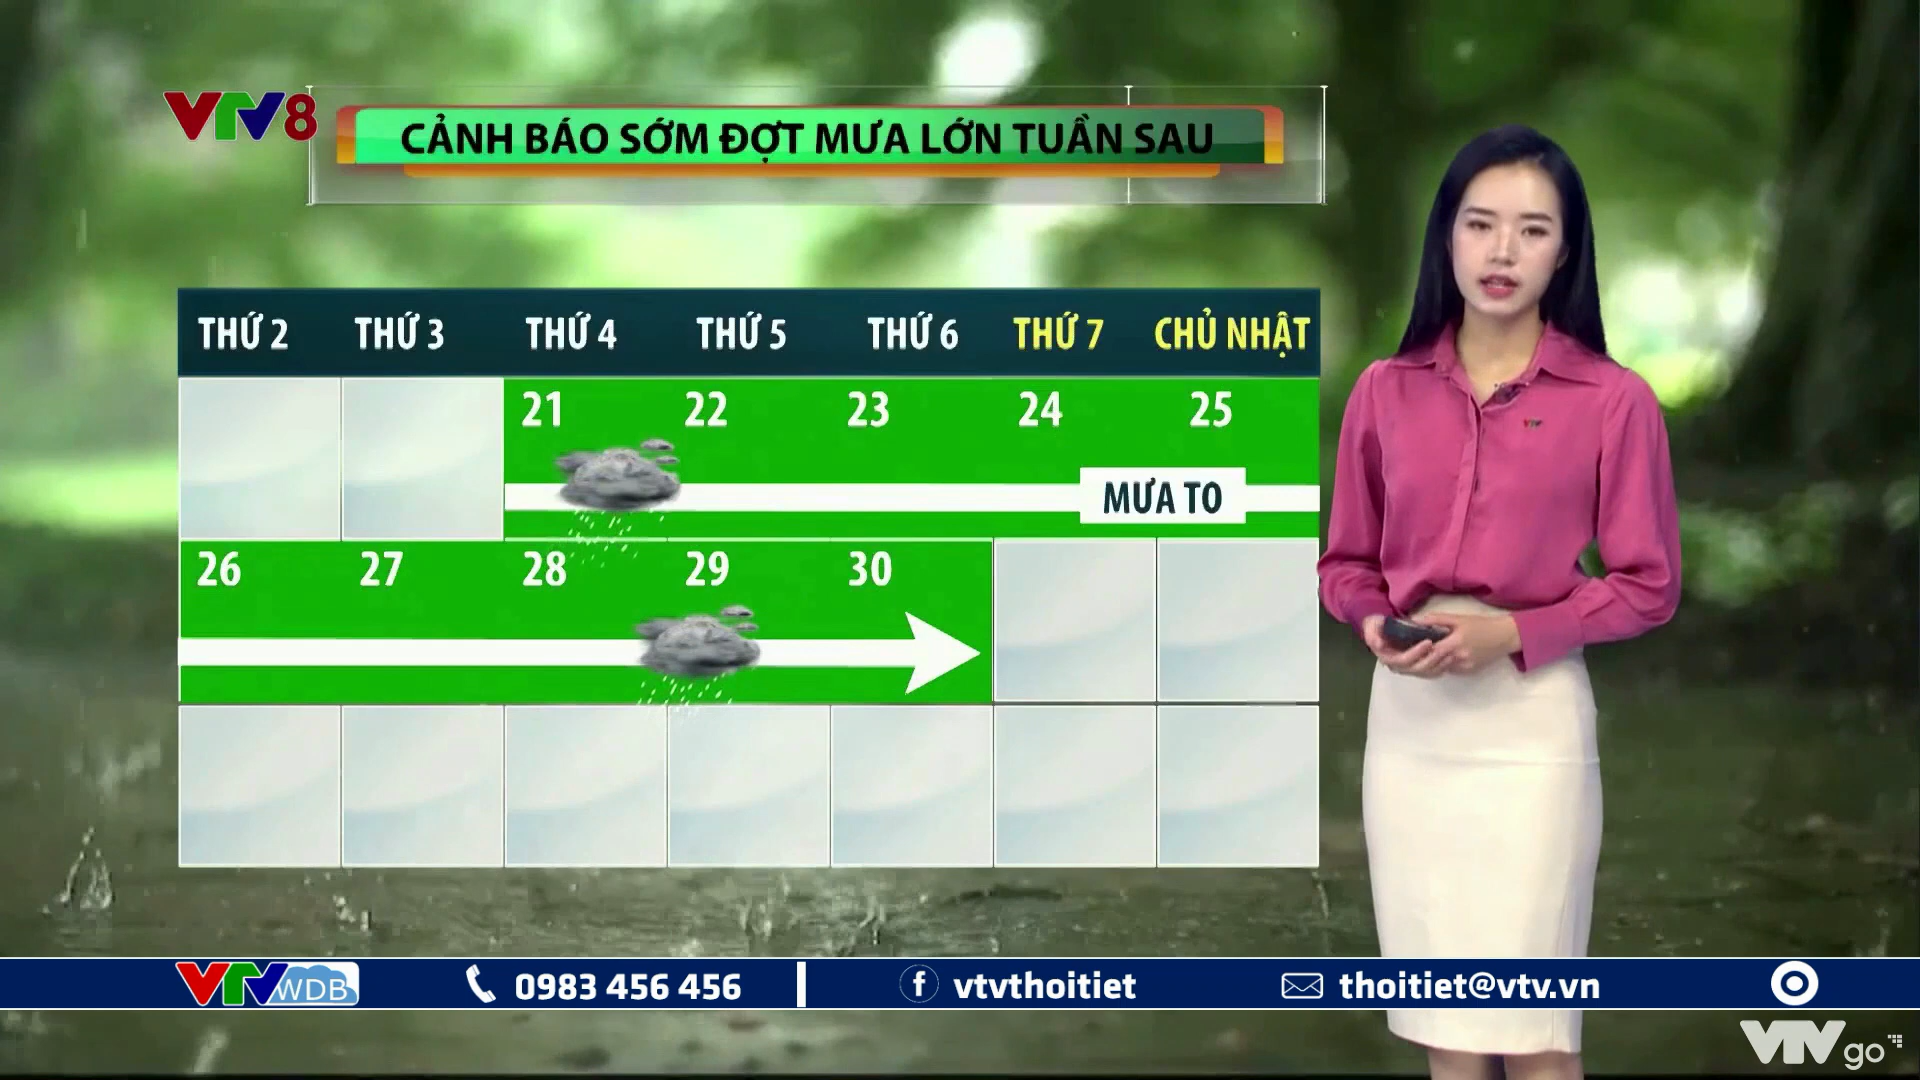 VTV8
CẢNH BÁO SỚM ĐỢT MƯA LỚN TUẦN SAU
THỨ 2 THỨ 3 THỨ 4 THỨ 5 THỨ 6 THỨ 7 CHỦ NHẬT
21 22 23 24 25
MƯA TO
26 27 28 29 30
VTV WDB 0983 456 456 vtvthoitiet thoitiet@vtv.vn
VTV go